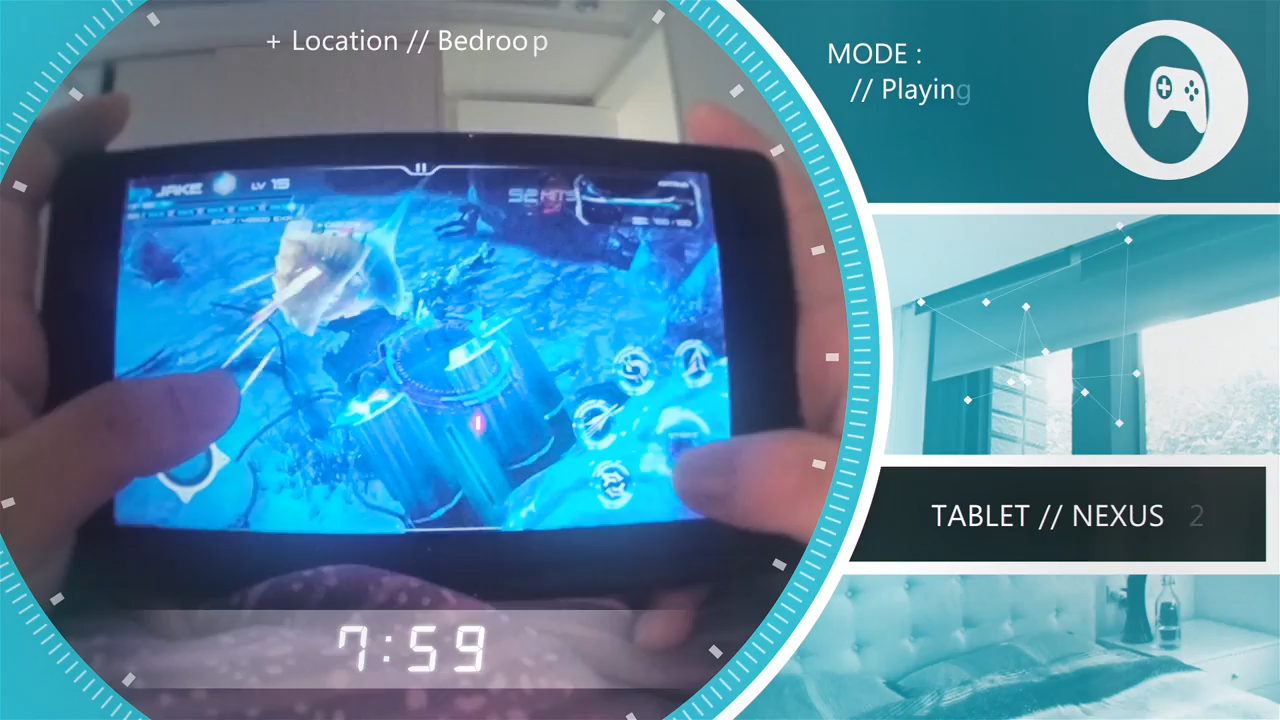 + Location // Bedroo p
MODE :
// Playing
JAKE LV 15
52 HITS
TABLET // NEXUS 2
7:59